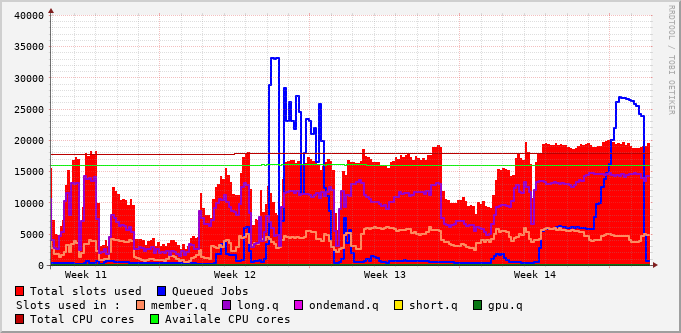 40000
35000
30000
25000
20000
15000
10000
5000
0
Week 11 Week 12 Week 13 Week 14
RRDTOOL / TOBI OETIKER
Total slots used Queued Jobs
Slots used in : member.q long.q ondemand.q short.q gpu.q
Total CPU cores Availale CPU cores